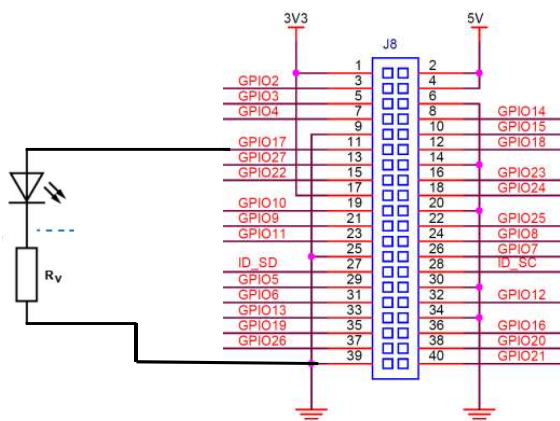 3V3 5V
J8
1 2
GPIO2 3 4
GPIO3 5 6
GPIO4 7 8 GPIO14
9 10 GPIO15
GPIO17 11 12 GPIO18
GPIO27 13 14
GPIO22 15 16 GPIO23
17 18 GPIO24
GPIO10 19 20
GPIO9 21 22 GPIO25
GPIO11 23 24 GPIO8
25 26 GPIO7
ID_SD 27 28 ID_SC
GPIO5 29 30
GPIO6 31 32 GPIO12
GPIO13 33 34
GPIO19 35 36 GPIO16
GPIO26 37 38 GPIO20
39 40 GPIO21
RV